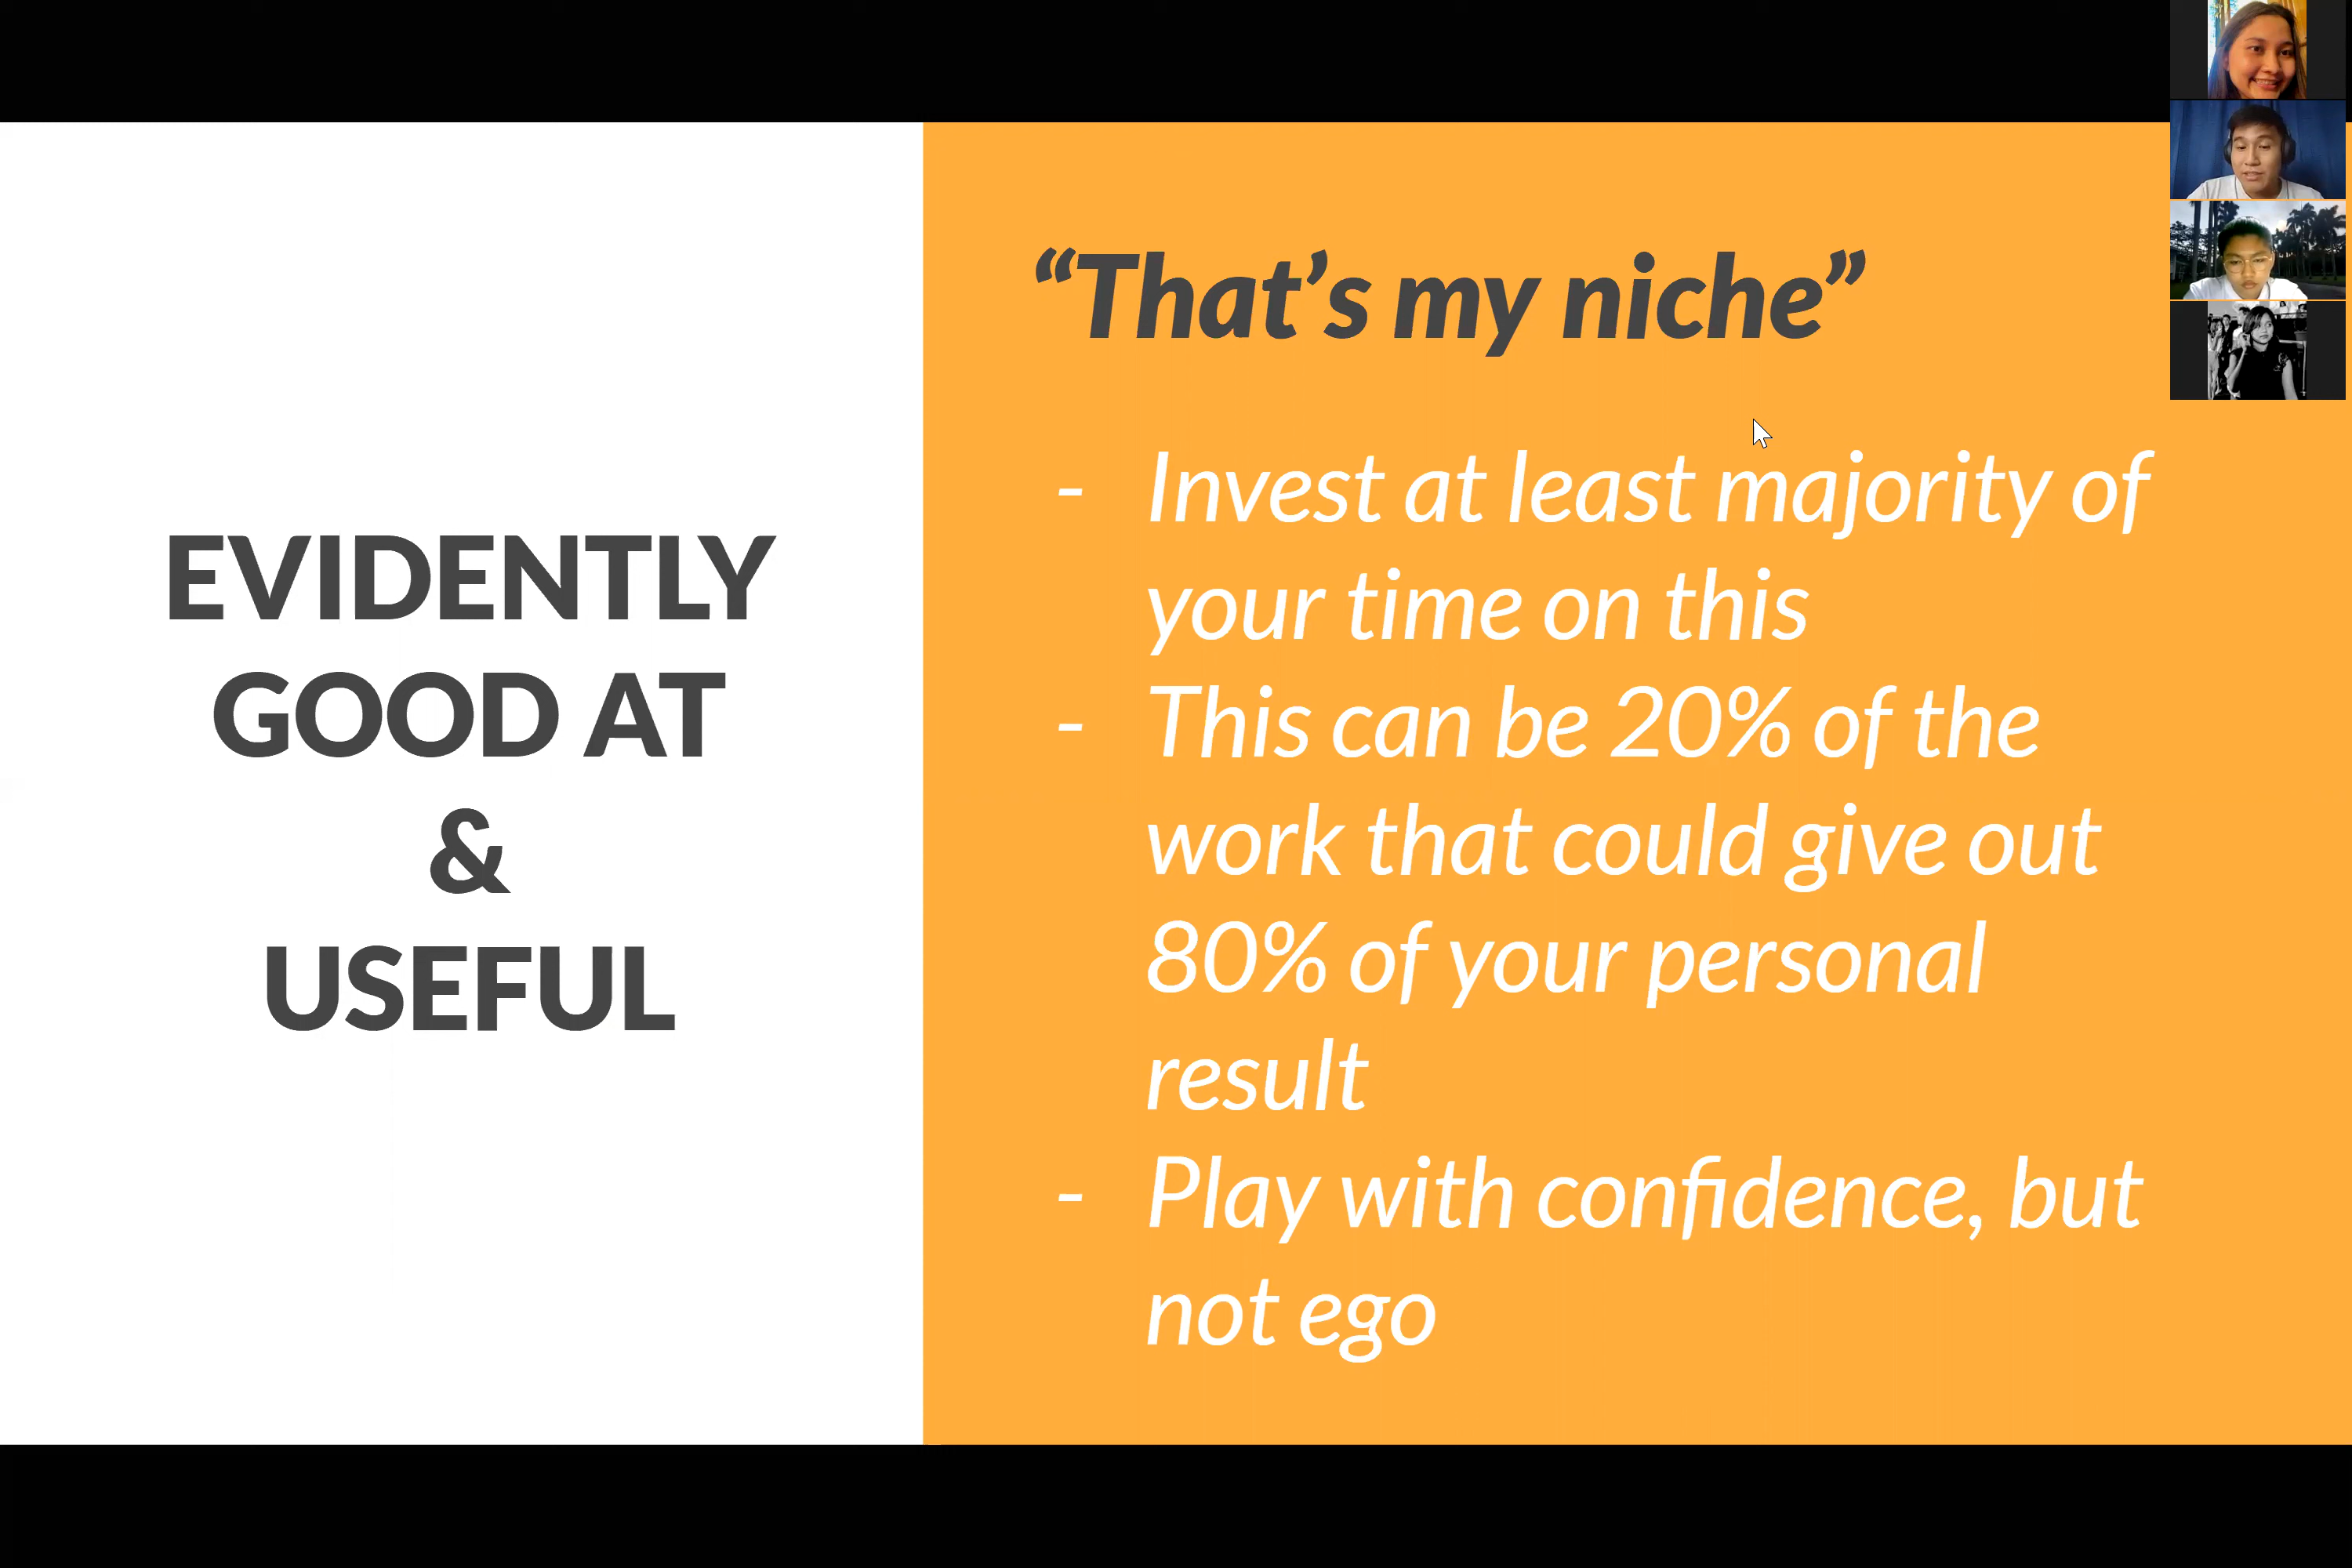 EVIDENTLY
GOOD AT
&
USEFUL
“That’s my niche”
- Invest at least majority of
your time on this
- This can be 20% of the
work that could give out
80% of your personal
result
- Play with confidence, but
not ego